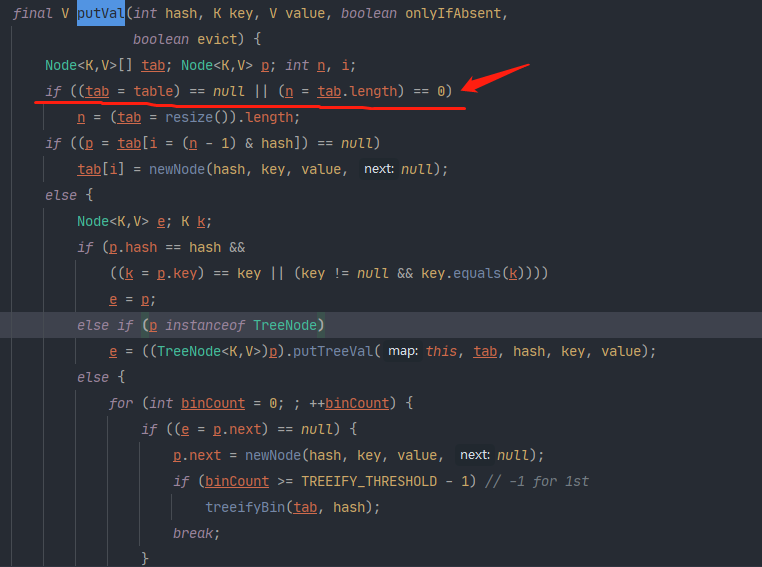 final V putVal(int hash, K key, V value, boolean onlyIfAbsent,
boolean evict) {
Node<K,V>[] tab; Node<K,V> p; int n, i;
if ((tab = table) == null || (n = tab.length) == 0)
n = (tab = resize()).length;
if ((p = tab[i = (n - 1) & hash]) == null)
tab[i] = newNode(hash, key, value, next: null);
else {
Node<K,V> e; K k;
if (p.hash == hash &&
((k = p.key) == key || (key != null && key.equals(k))))
e = p;
else if (p instanceof TreeNode)
e = ((TreeNode<K,V>)p).putTreeVal( map: this, tab, hash, key, value);
else {
for (int binCount = 0; ; ++binCount) {
if ((e = p.next) == null) {
p.next = newNode(hash, key, value, next: null);
if (binCount >= TREEIFY_THRESHOLD - 1) // -1 for 1st
treeifyBin(tab, hash);
break;
}